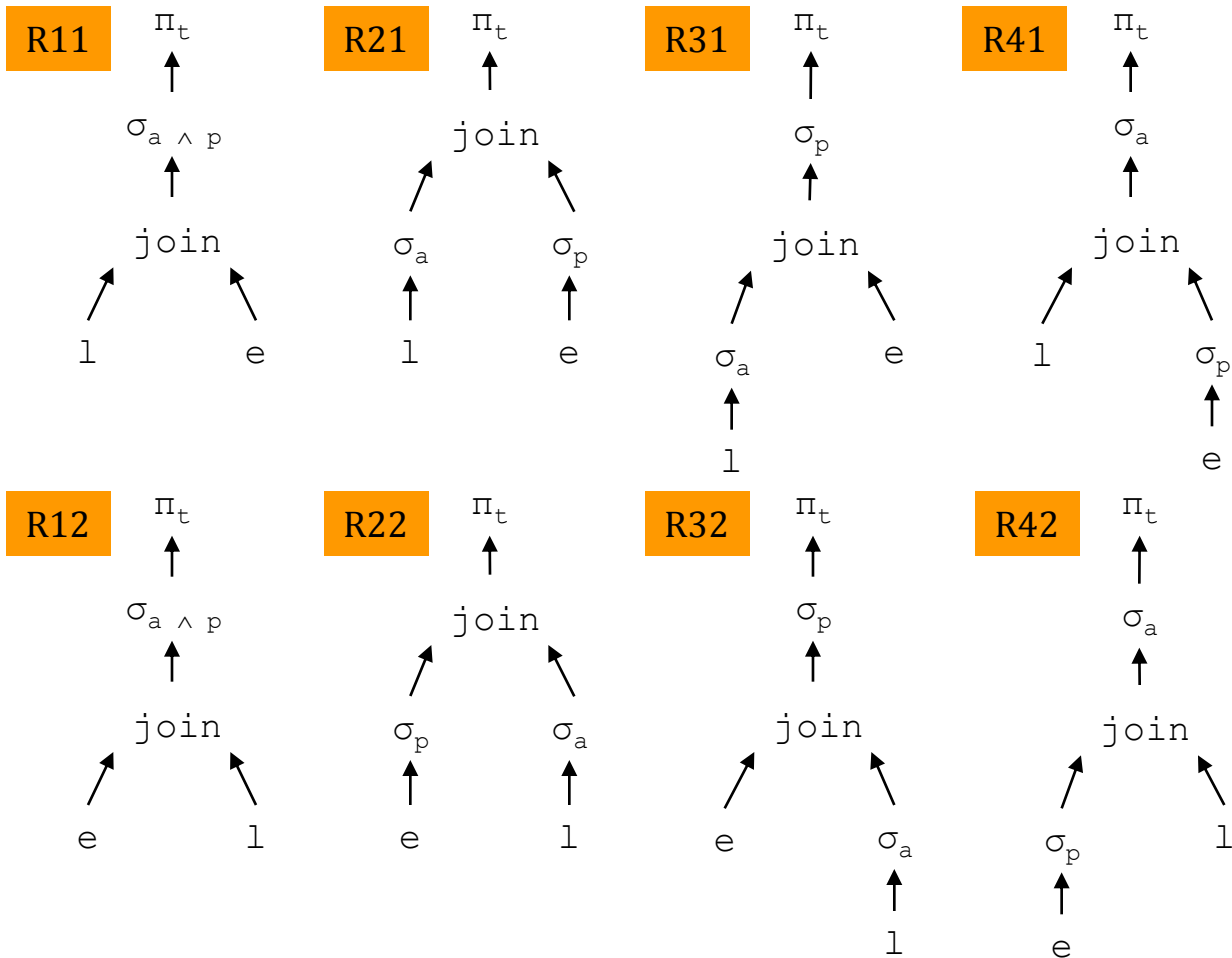 R11 π_t R21 π_t R31 π_t R41 π_t
σ_a ∧ p join σ_p σ_a
join σ_a σ_p join join
l e l e σ_a e l σ_p
l e
R12 π_t R22 π_t R32 π_t R42 π_t
σ_a ∧ p join σ_p σ_a
join σ_p σ_a join join
e l e l e σ_a σ_p l
l e